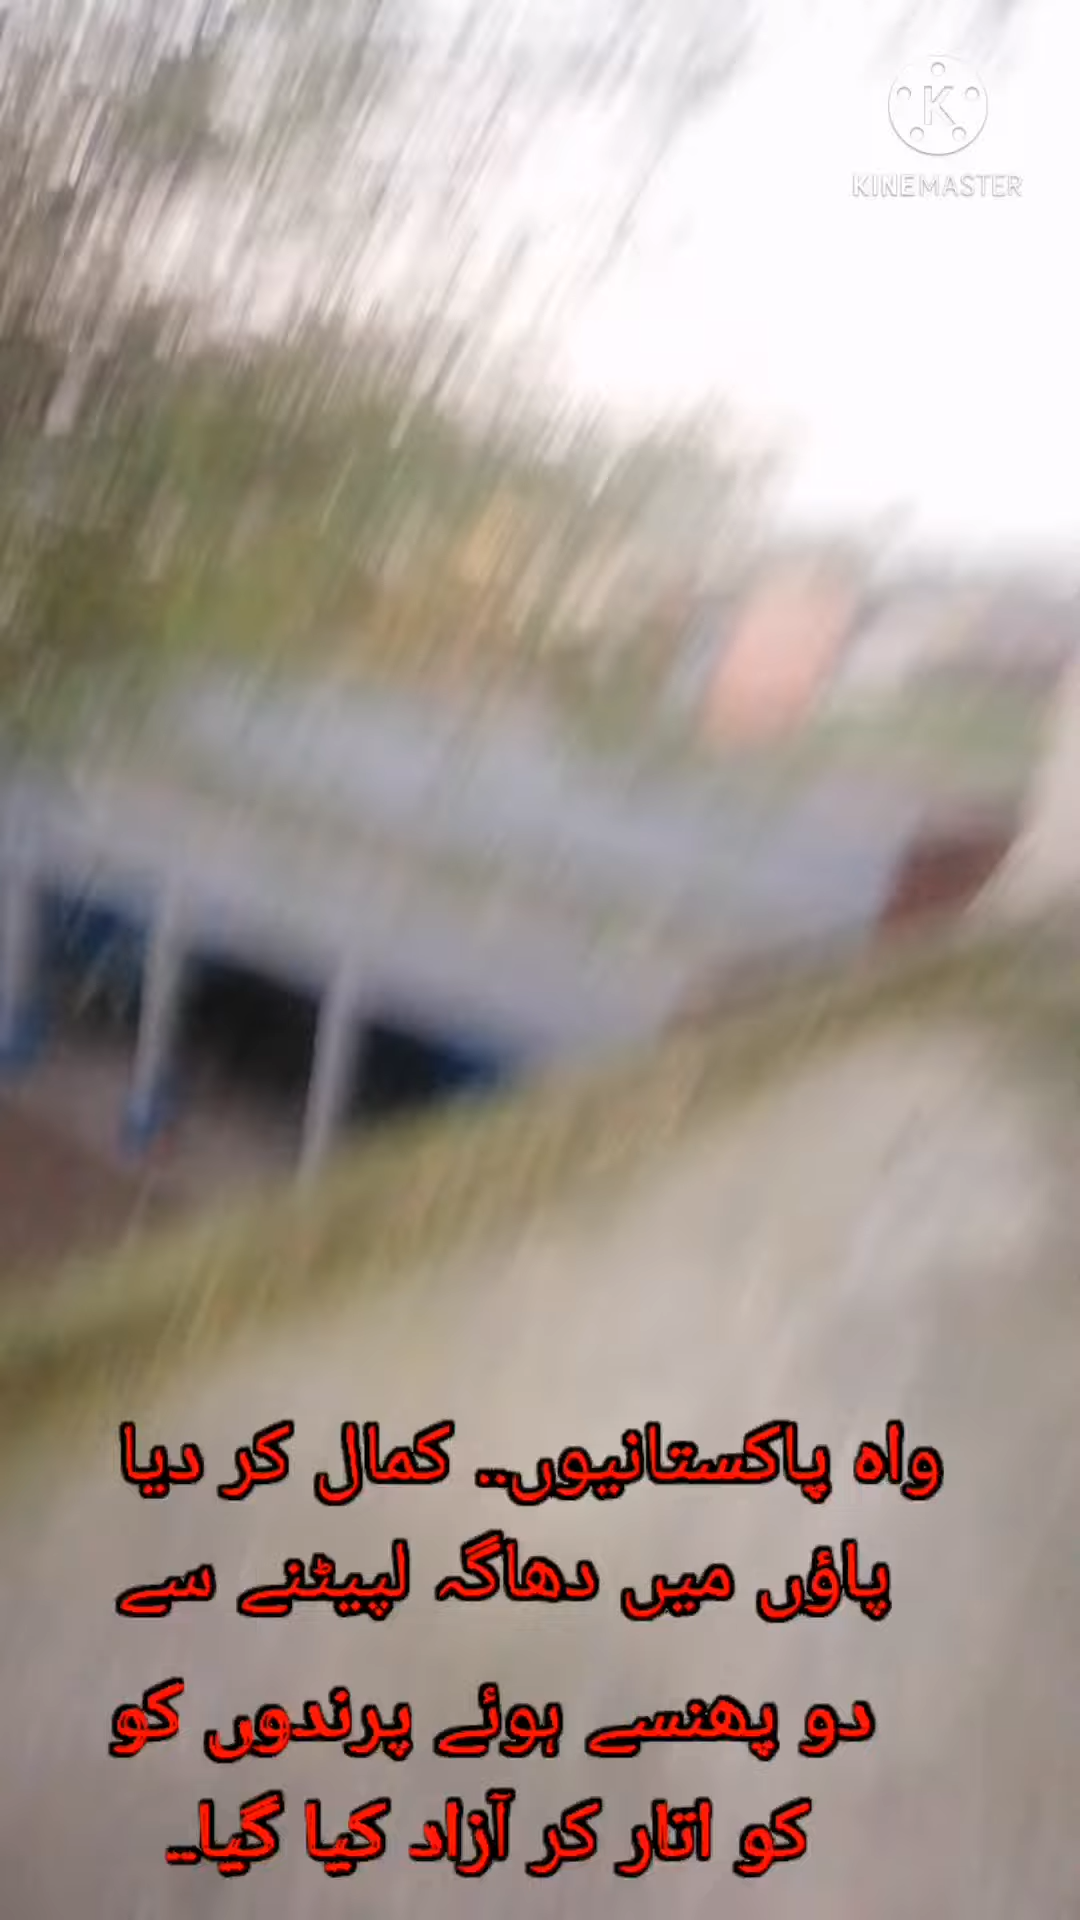 KINEMASTER
واہ پاکستانیوں.. کمال کر دیا
پاؤں میں دھاگہ لپیٹنے سے
دو پھنسے ہوئے پرندوں کو
کو اتار کر آزاد کیا گیا...